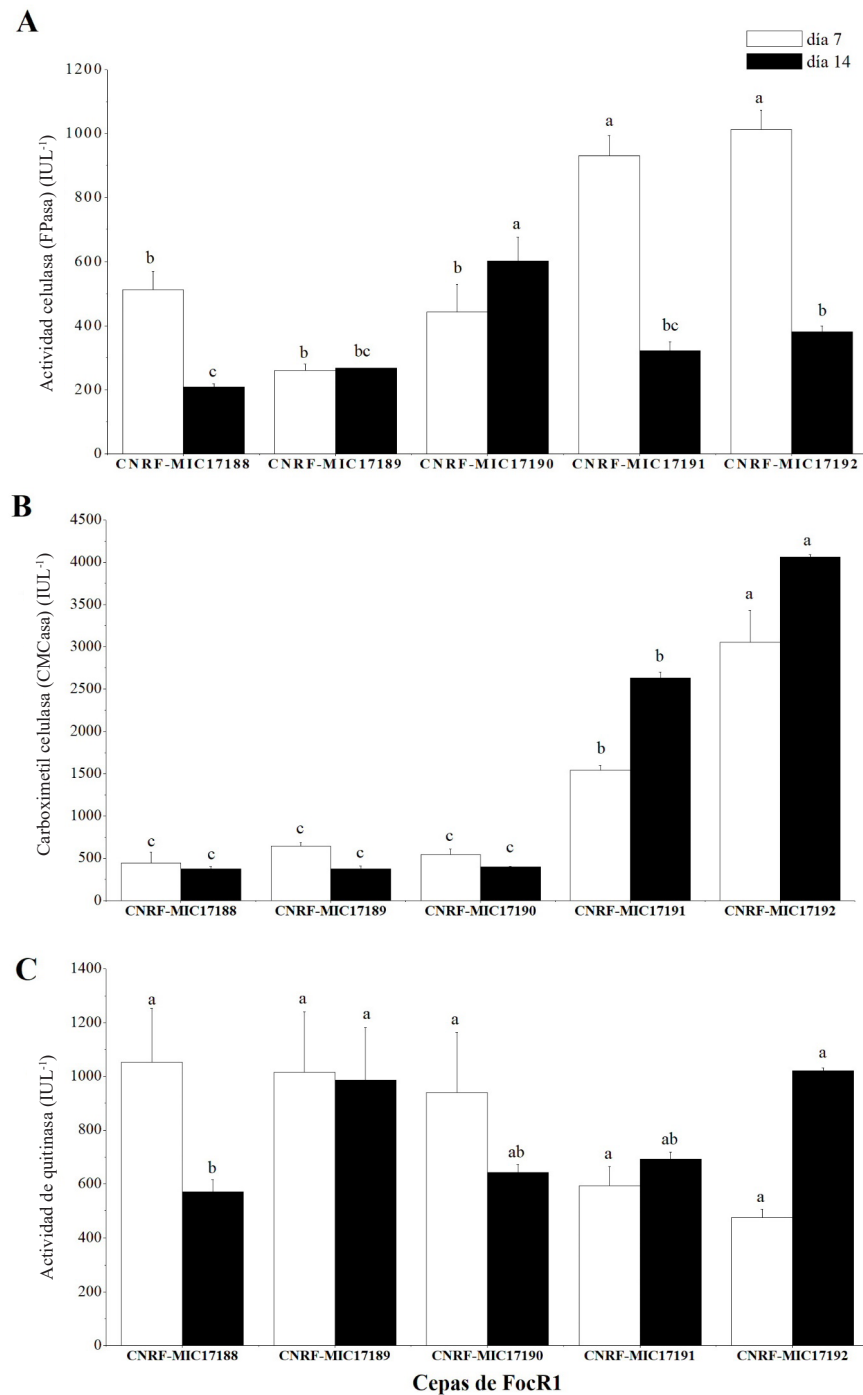 A
día 7
día 14
Actividad celulasa (FPasa) (IUL-1)
1200
1000
800
600
400
200
0
b
c
b
bc
b
a
a
bc
a
b
CNRF-MIC17188
CNRF-MIC17189
CNRF-MIC17190
CNRF-MIC17191
CNRF-MIC17192
B
Carboximetil celulasa (CMCasa) (IUL-1)
4500
4000
3500
3000
2500
2000
1500
1000
500
0
c
c
c
c
c
c
b
b
a
a
CNRF-MIC17188
CNRF-MIC17189
CNRF-MIC17190
CNRF-MIC17191
CNRF-MIC17192
C
Actividad de quitinasa (IUL-1)
1400
1200
1000
800
600
400
200
0
a
b
a
a
a
ab
a
ab
a
a
CNRF-MIC17188
CNRF-MIC17189
CNRF-MIC17190
CNRF-MIC17191
CNRF-MIC17192
Cepas de FocR1